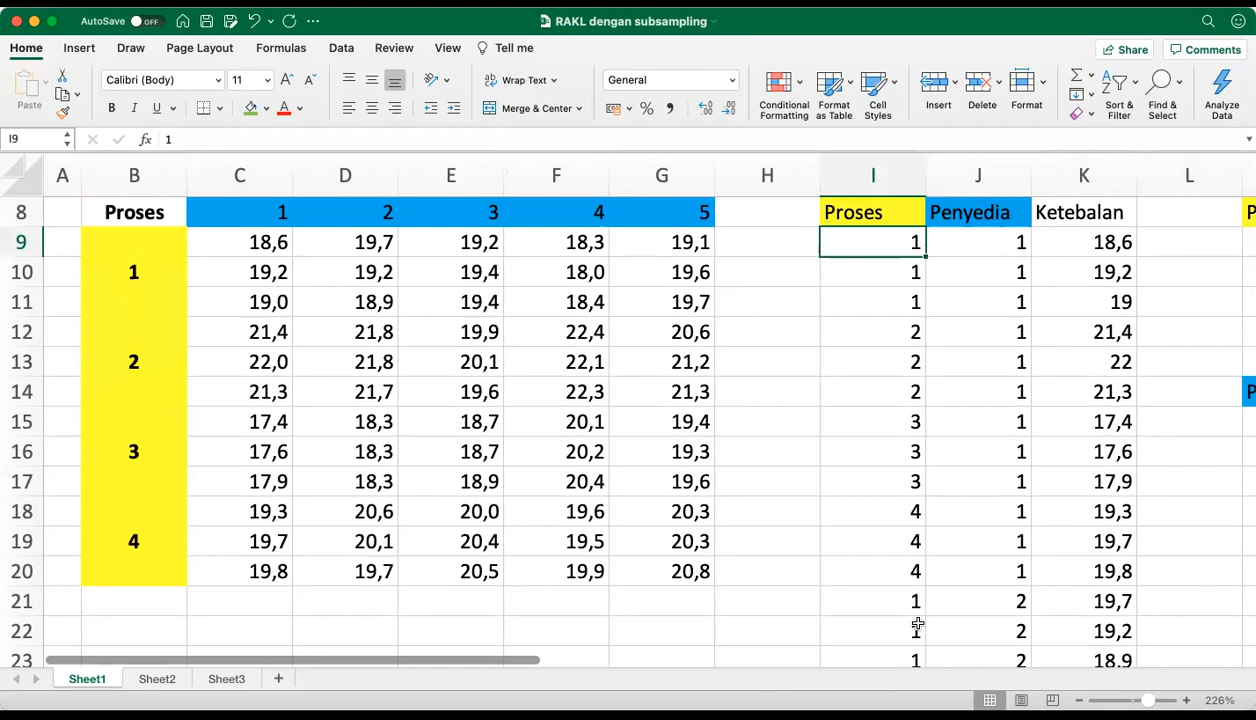 AutoSave OFF RAKL dengan subsampling
Home Insert Draw Page Layout Formulas Data Review View Tell me Share Comments
Paste Calibri (Body) 11 Wrap Text General
B I U Merge & Center Conditional Formatting Format as Table Cell Styles Insert Delete Format Sort & Filter Find & Select Analyze Data
I9 fx 1
A B C D E F G H I J K L
8 Proses 1 2 3 4 5 Proses Penyedia Ketebalan P
9 18,6 19,7 19,2 18,3 19,1 1 1 18,6
10 1 19,2 19,2 19,4 18,0 19,6 1 1 19,2
11 19,0 18,9 19,4 18,4 19,7 1 1 19
12 21,4 21,8 19,9 22,4 20,6 2 1 21,4
13 2 22,0 21,8 20,1 22,1 21,2 2 1 22
14 21,3 21,7 19,6 22,3 21,3 2 1 21,3 P
15 17,4 18,3 18,7 20,1 19,4 3 1 17,4
16 3 17,6 18,3 18,7 20,2 19,3 3 1 17,6
17 17,9 18,3 18,9 20,4 19,6 3 1 17,9
18 19,3 20,6 20,0 19,6 20,3 4 1 19,3
19 4 19,7 20,1 20,4 19,5 20,3 4 1 19,7
20 19,8 19,7 20,5 19,9 20,8 4 1 19,8
21 1 2 19,7
22 1 2 19,2
23 1 2 18,9
Sheet1 Sheet2 Sheet3 +
226%